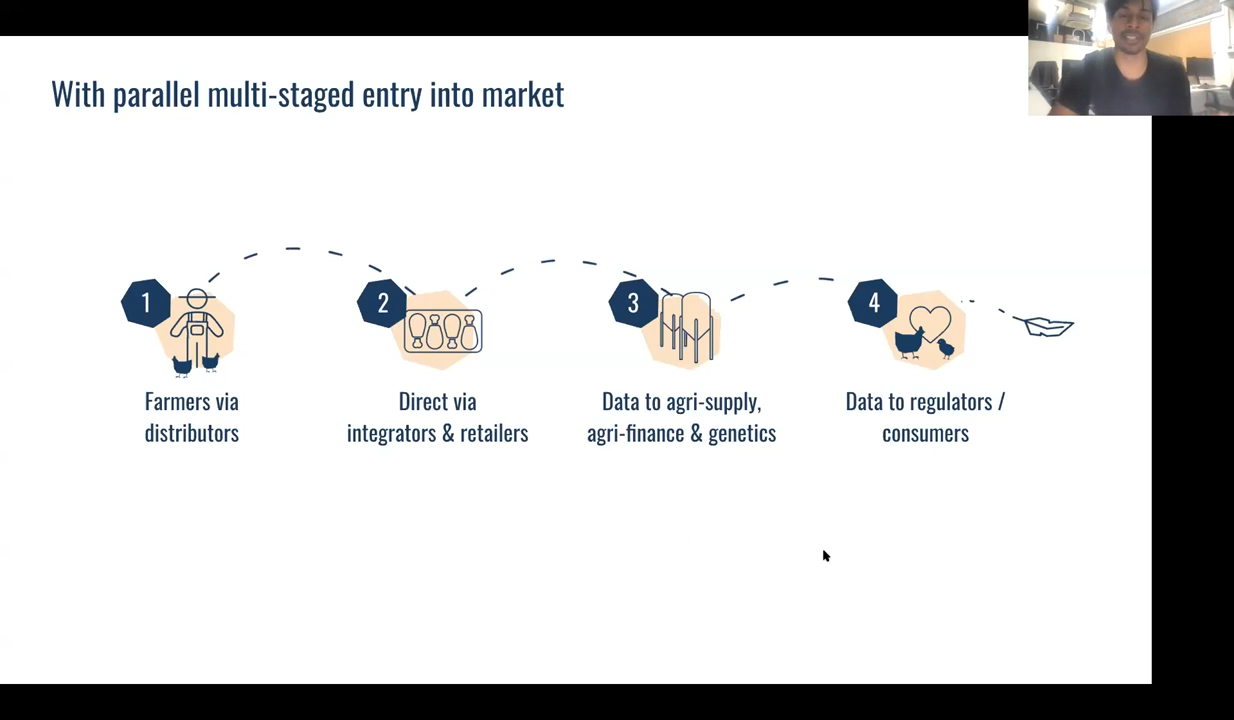 With parallel multi-staged entry into market
1
2
3
4
Farmers via
distributors
Direct via
integrators & retailers
Data to agri-supply,
agri-finance & genetics
Data to regulators /
consumers